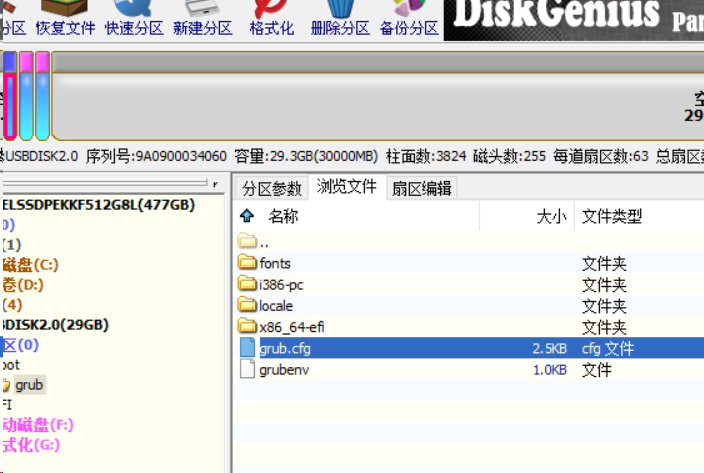 分区 恢复文件 快速分区 新建分区 格式化 删除分区 备份分区
DiskGenius Par
空
29
USBDISK2.0 序列号:9A0900034060 容量:29.3GB(30000MB) 柱面数:3824 磁头数:255 每道扇区数:63 总扇区数
ELSSDPEKKF512G8L(477GB)
0)
(1)
磁盘(C:)
卷(D:)
(4)
BDISK2.0(29GB)
区(0)
oot
grub
FI
动磁盘(F:)
式化(G:)
分区参数 浏览文件 扇区编辑
名称 大小 文件类型
..
fonts 文件夹
i386-pc 文件夹
locale 文件夹
x86_64-efi 文件夹
grub.cfg 2.5KB cfg 文件
grubenv 1.0KB 文件